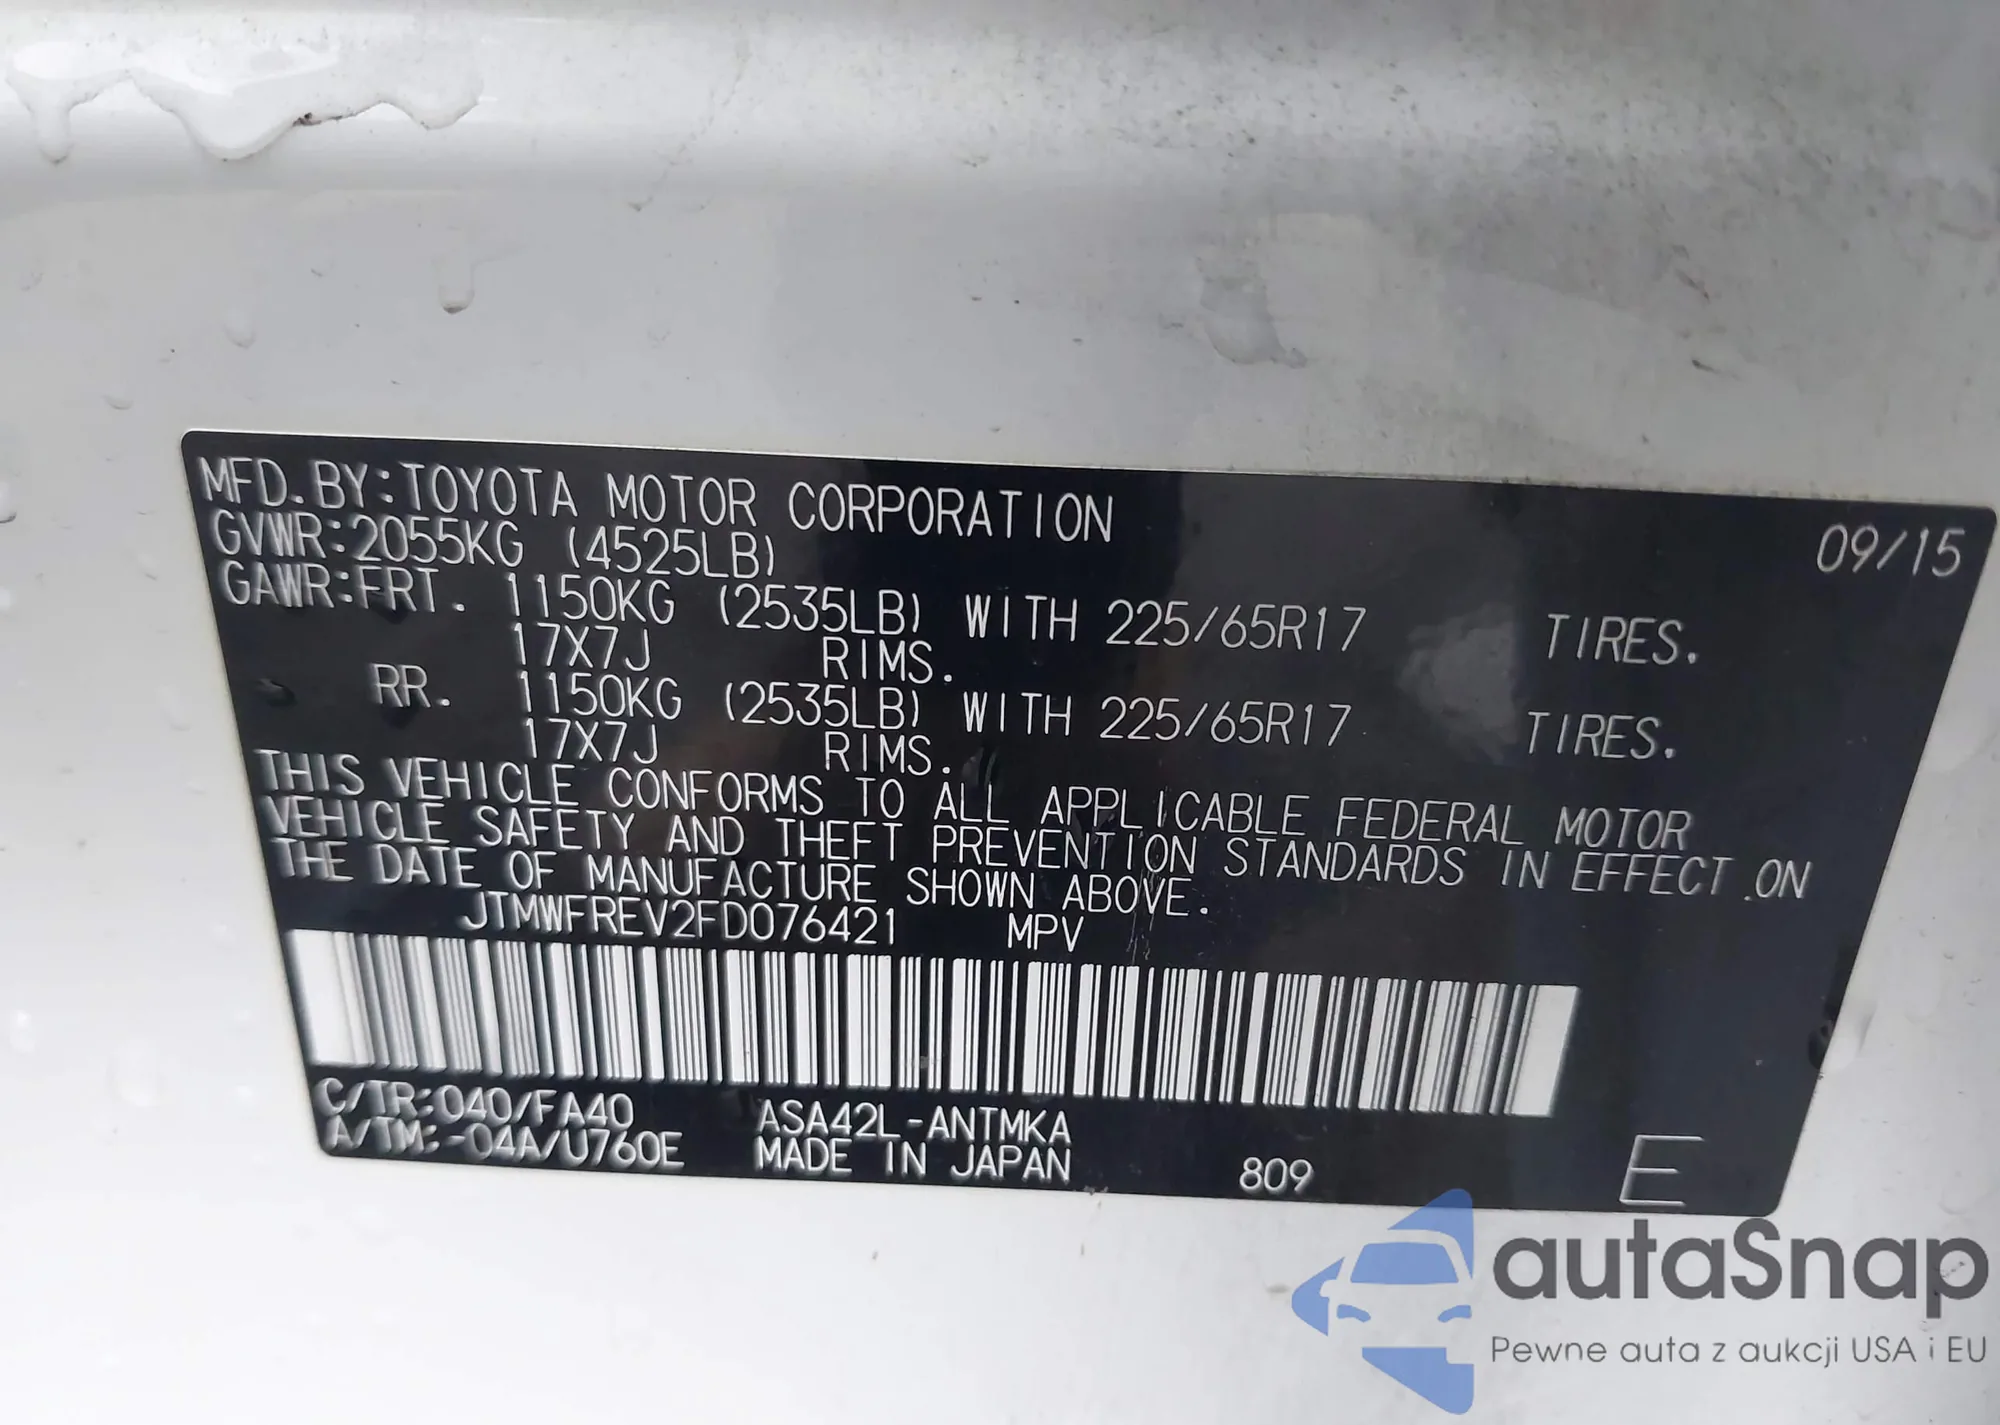 MFD.BY:TOYOTA MOTOR CORPORATION 09/15
GVWR:2055KG (4525LB)
GAWR:FRT. 1150KG (2535LB) WITH 225/65R17 TIRES.
17X7J RIMS.
RR. 1150KG (2535LB) WITH 225/65R17 TIRES.
17X7J RIMS.
THIS VEHICLE CONFORMS TO ALL APPLICABLE FEDERAL MOTOR
VEHICLE SAFETY AND THEFT PREVENTION STANDARDS IN EFFECT ON
THE DATE OF MANUFACTURE SHOWN ABOVE.
JTMWFREV2FD076421 MPV
C/TR:040/FA40 ASA42L-ANTMKA
A/TM:-04A/U760E MADE IN JAPAN 809 E
autaSnap
Pewne auta z aukcji USA i EU